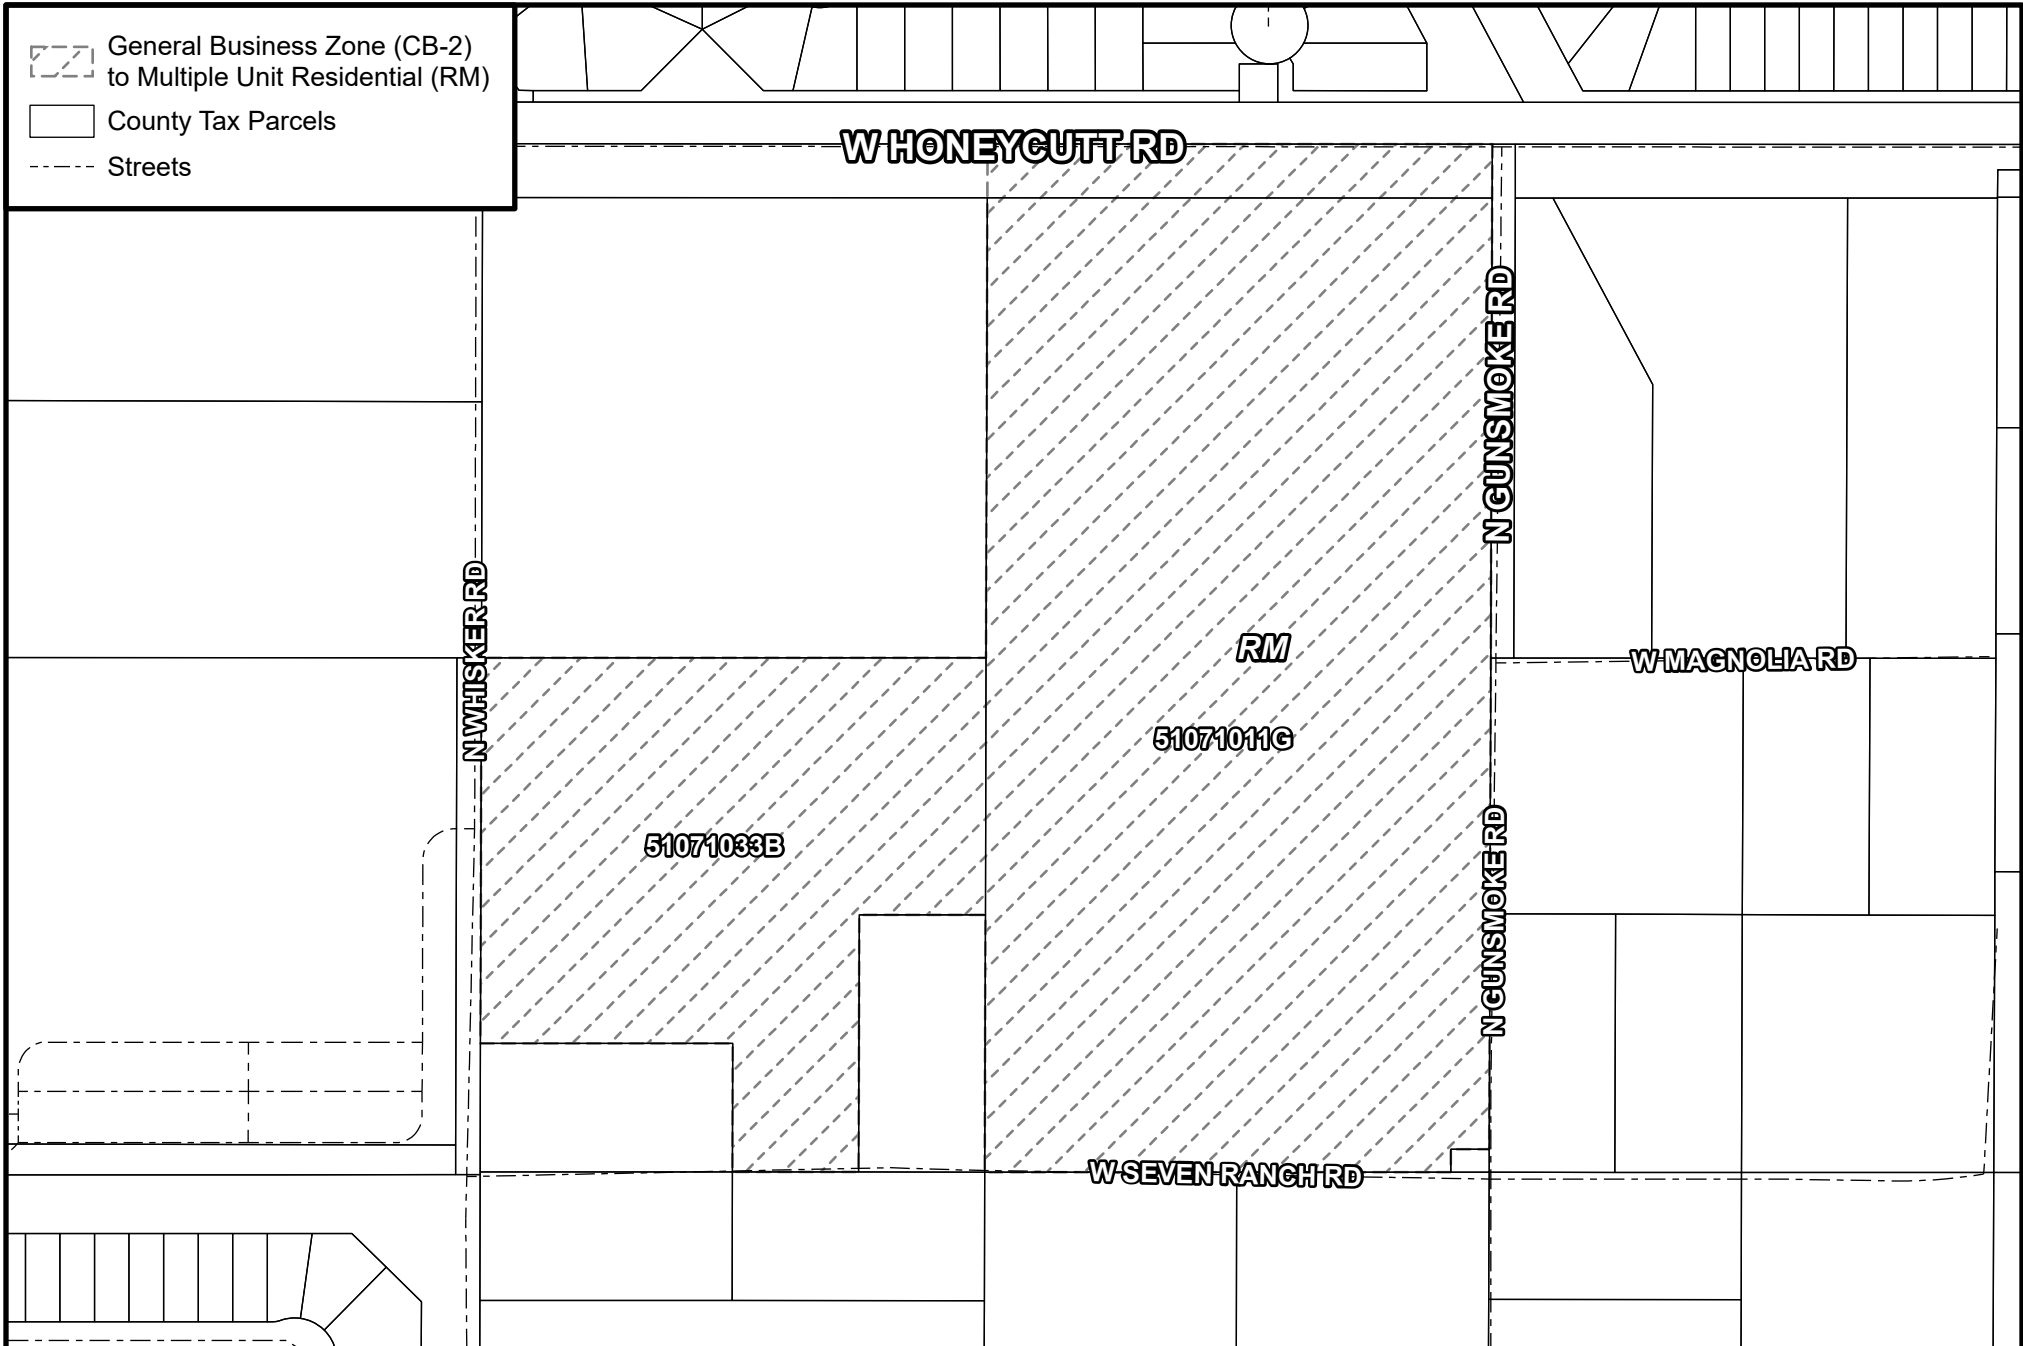 General Business Zone (CB-2)
to Multiple Unit Residential (RM)
County Tax Parcels
Streets
W HONEYCUTT RD
N GUNSMOKE RD
N WHISKER RD
RM
W MAGNOLIA RD
51071011G
51071033B
N GUNSMOKE RD
W SEVEN RANCH RD